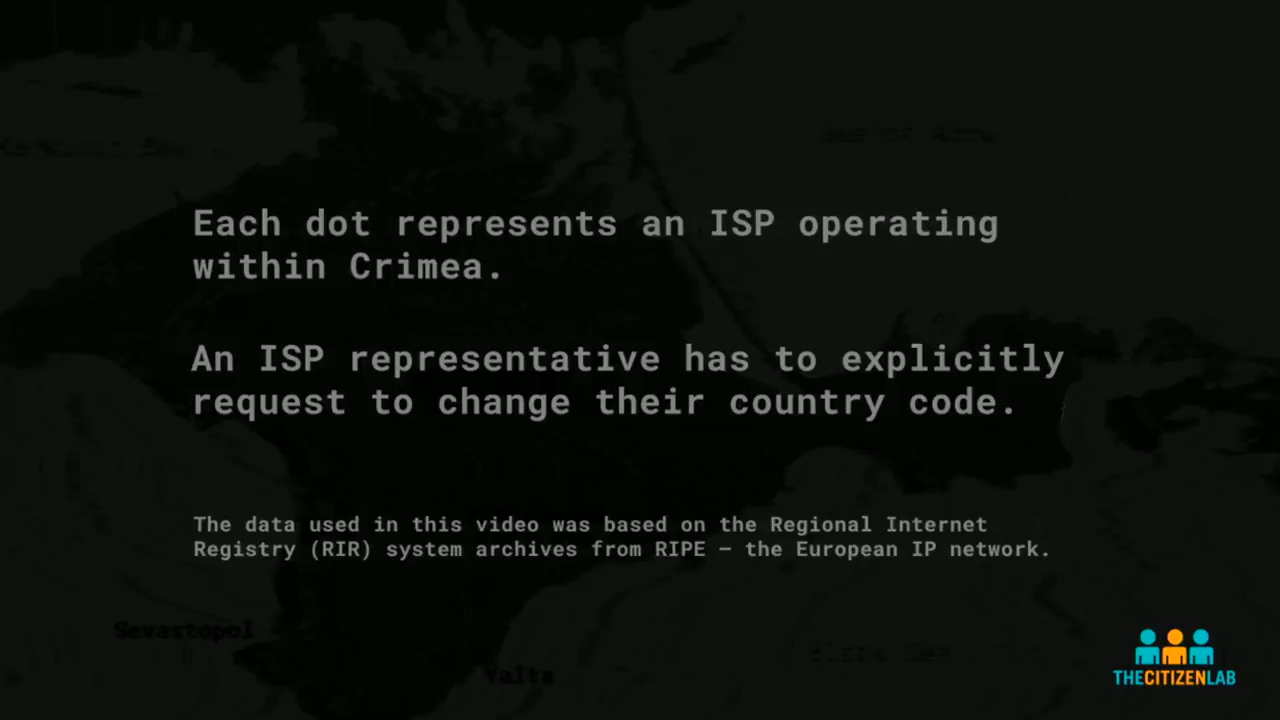 Each dot represents an ISP operating
within Crimea.
An ISP representative has to explicitly
request to change their country code.
The data used in this video was based on the Regional Internet
Registry (RIR) system archives from RIPE – the European IP network.
Sevastopol
Yalta
THECITIZENLAB